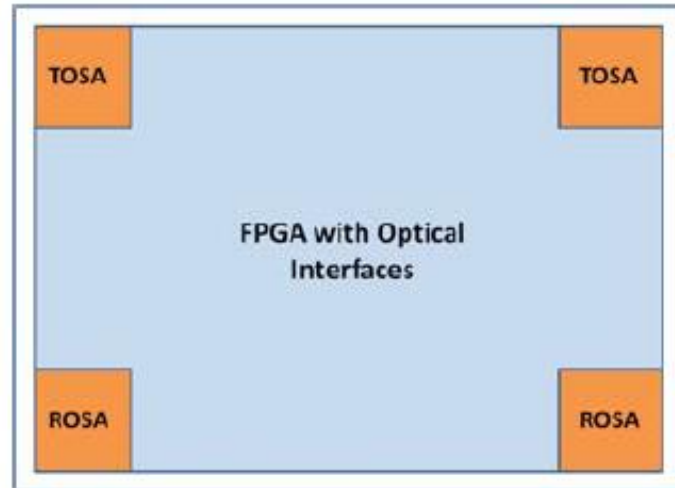 TOSA
TOSA
FPGA with Optical
Interfaces
ROSA
ROSA